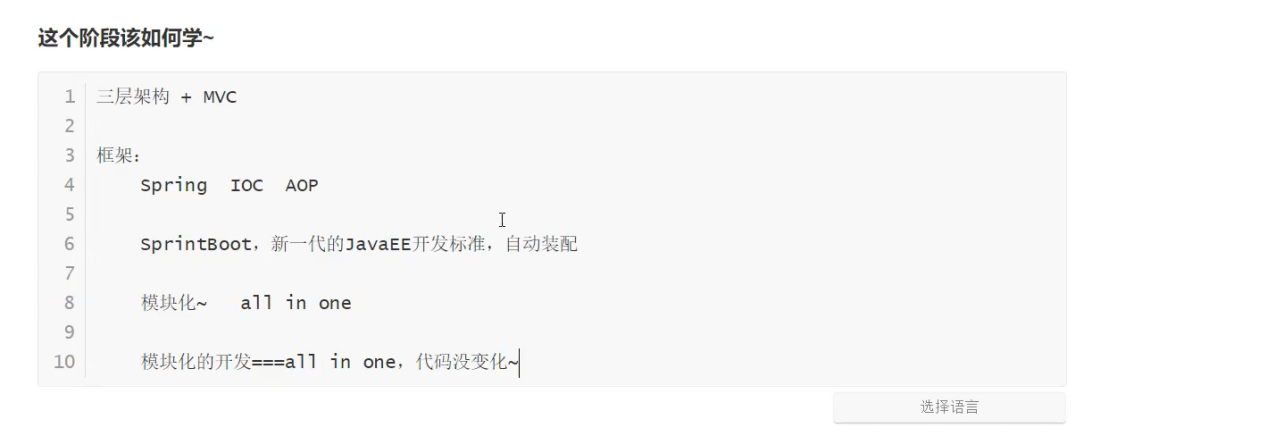 这个阶段该如何学~
1 三层架构 + MVC
2
3 框架:
4 Spring IOC AOP
5
6 SprintBoot，新一代的JavaEE开发标准，自动装配
7
8 模块化~ all in one
9
10 模块化的开发===all in one，代码没变化~
选择语言